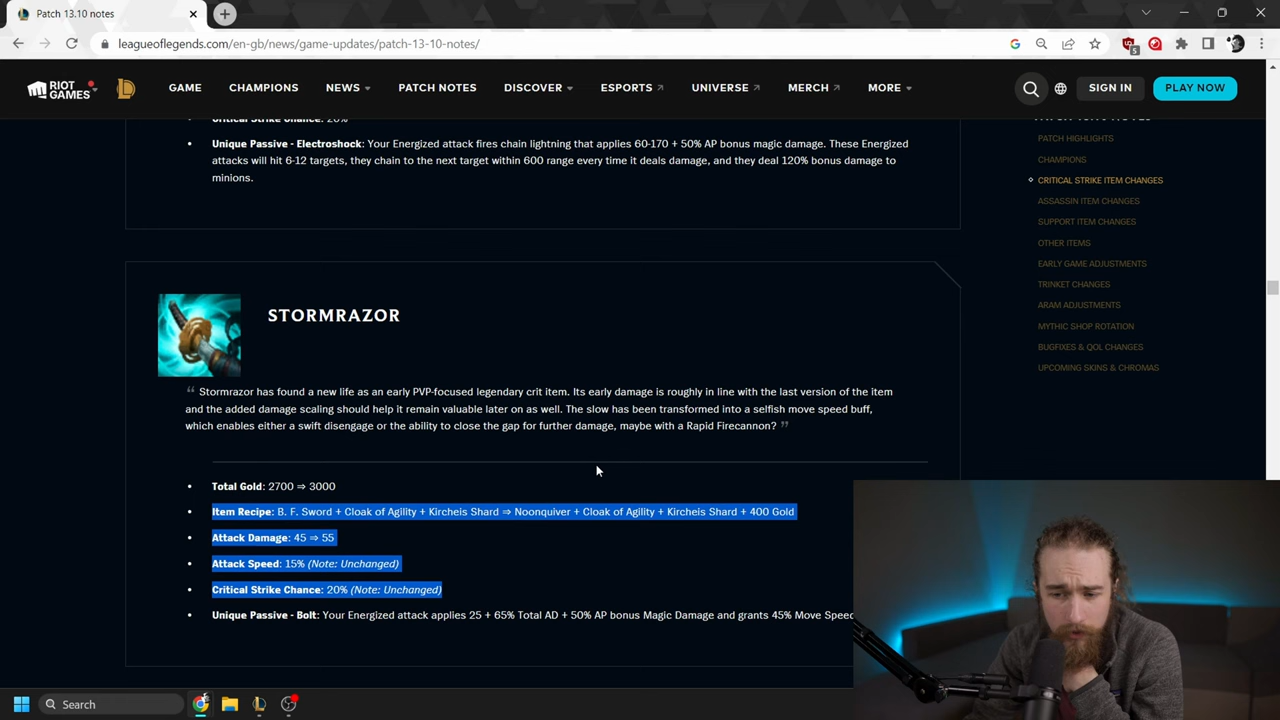 Patch 13.10 notes
leagueoflegends.com/en-gb/news/game-updates/patch-13-10-notes/
5
RIOT GAMES
GAME
CHAMPIONS
NEWS
PATCH NOTES
DISCOVER
ESPORTS
UNIVERSE
MERCH
MORE
SIGN IN
PLAY NOW
Critical Strike Chance: 20%
• Unique Passive - Electroshock: Your Energized attack fires chain lightning that applies 60-170 + 50% AP bonus magic damage. These Energized
attacks will hit 6-12 targets, they chain to the next target within 600 range every time it deals damage, and they deal 120% bonus damage to
minions.
STORMRAZOR
“ Stormrazor has found a new life as an early PVP-focused legendary crit item. Its early damage is roughly in line with the last version of the item
and the added damage scaling should help it remain valuable later on as well. The slow has been transformed into a selfish move speed buff,
which enables either a swift disengage or the ability to close the gap for further damage, maybe with a Rapid Firecannon? ”
• Total Gold: 2700 ⇒ 3000
• Item Recipe: B. F. Sword + Cloak of Agility + Kircheis Shard ⇒ Noonquiver + Cloak of Agility + Kircheis Shard + 400 Gold
• Attack Damage: 45 ⇒ 55
• Attack Speed: 15% (Note: Unchanged)
• Critical Strike Chance: 20% (Note: Unchanged)
• Unique Passive - Bolt: Your Energized attack applies 25 + 65% Total AD + 50% AP bonus Magic Damage and grants 45% Move Speed
PATCH HIGHLIGHTS
CHAMPIONS
CRITICAL STRIKE ITEM CHANGES
ASSASSIN ITEM CHANGES
SUPPORT ITEM CHANGES
OTHER ITEMS
EARLY GAME ADJUSTMENTS
TRINKET CHANGES
ARAM ADJUSTMENTS
MYTHIC SHOP ROTATION
BUGFIXES & QOL CHANGES
UPCOMING SKINS & CHROMAS
Search